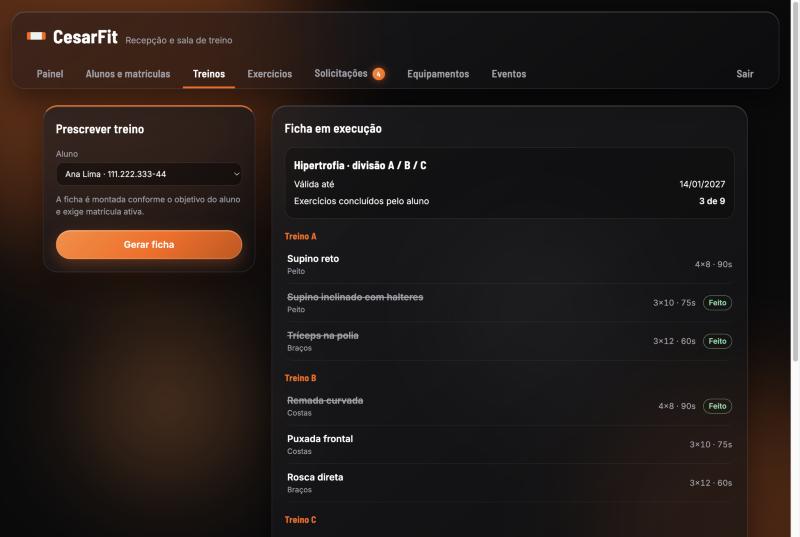 CesarFit Recepção e sala de treino
Painel Alunos e matrículas Treinos Exercícios Solicitações 4 Equipamentos Eventos Sair
Prescrever treino
Aluno
Ana Lima · 111.222.333-44
A ficha é montada conforme o objetivo do aluno
e exige matrícula ativa.
Gerar ficha
Ficha em execução
Hipertrofia · divisão A / B / C
Válida até 14/01/2027
Exercícios concluídos pelo aluno 3 de 9
Treino A
Supino reto
Peito
4×8 · 90s
Supino inclinado com halteres
Peito
3×10 · 75s Feito
Tríceps na polia
Braços
3×12 · 60s Feito
Treino B
Remada curvada
Costas
4×8 · 90s Feito
Puxada frontal
Costas
3×10 · 75s
Rosca direta
Braços
3×12 · 60s
Treino C